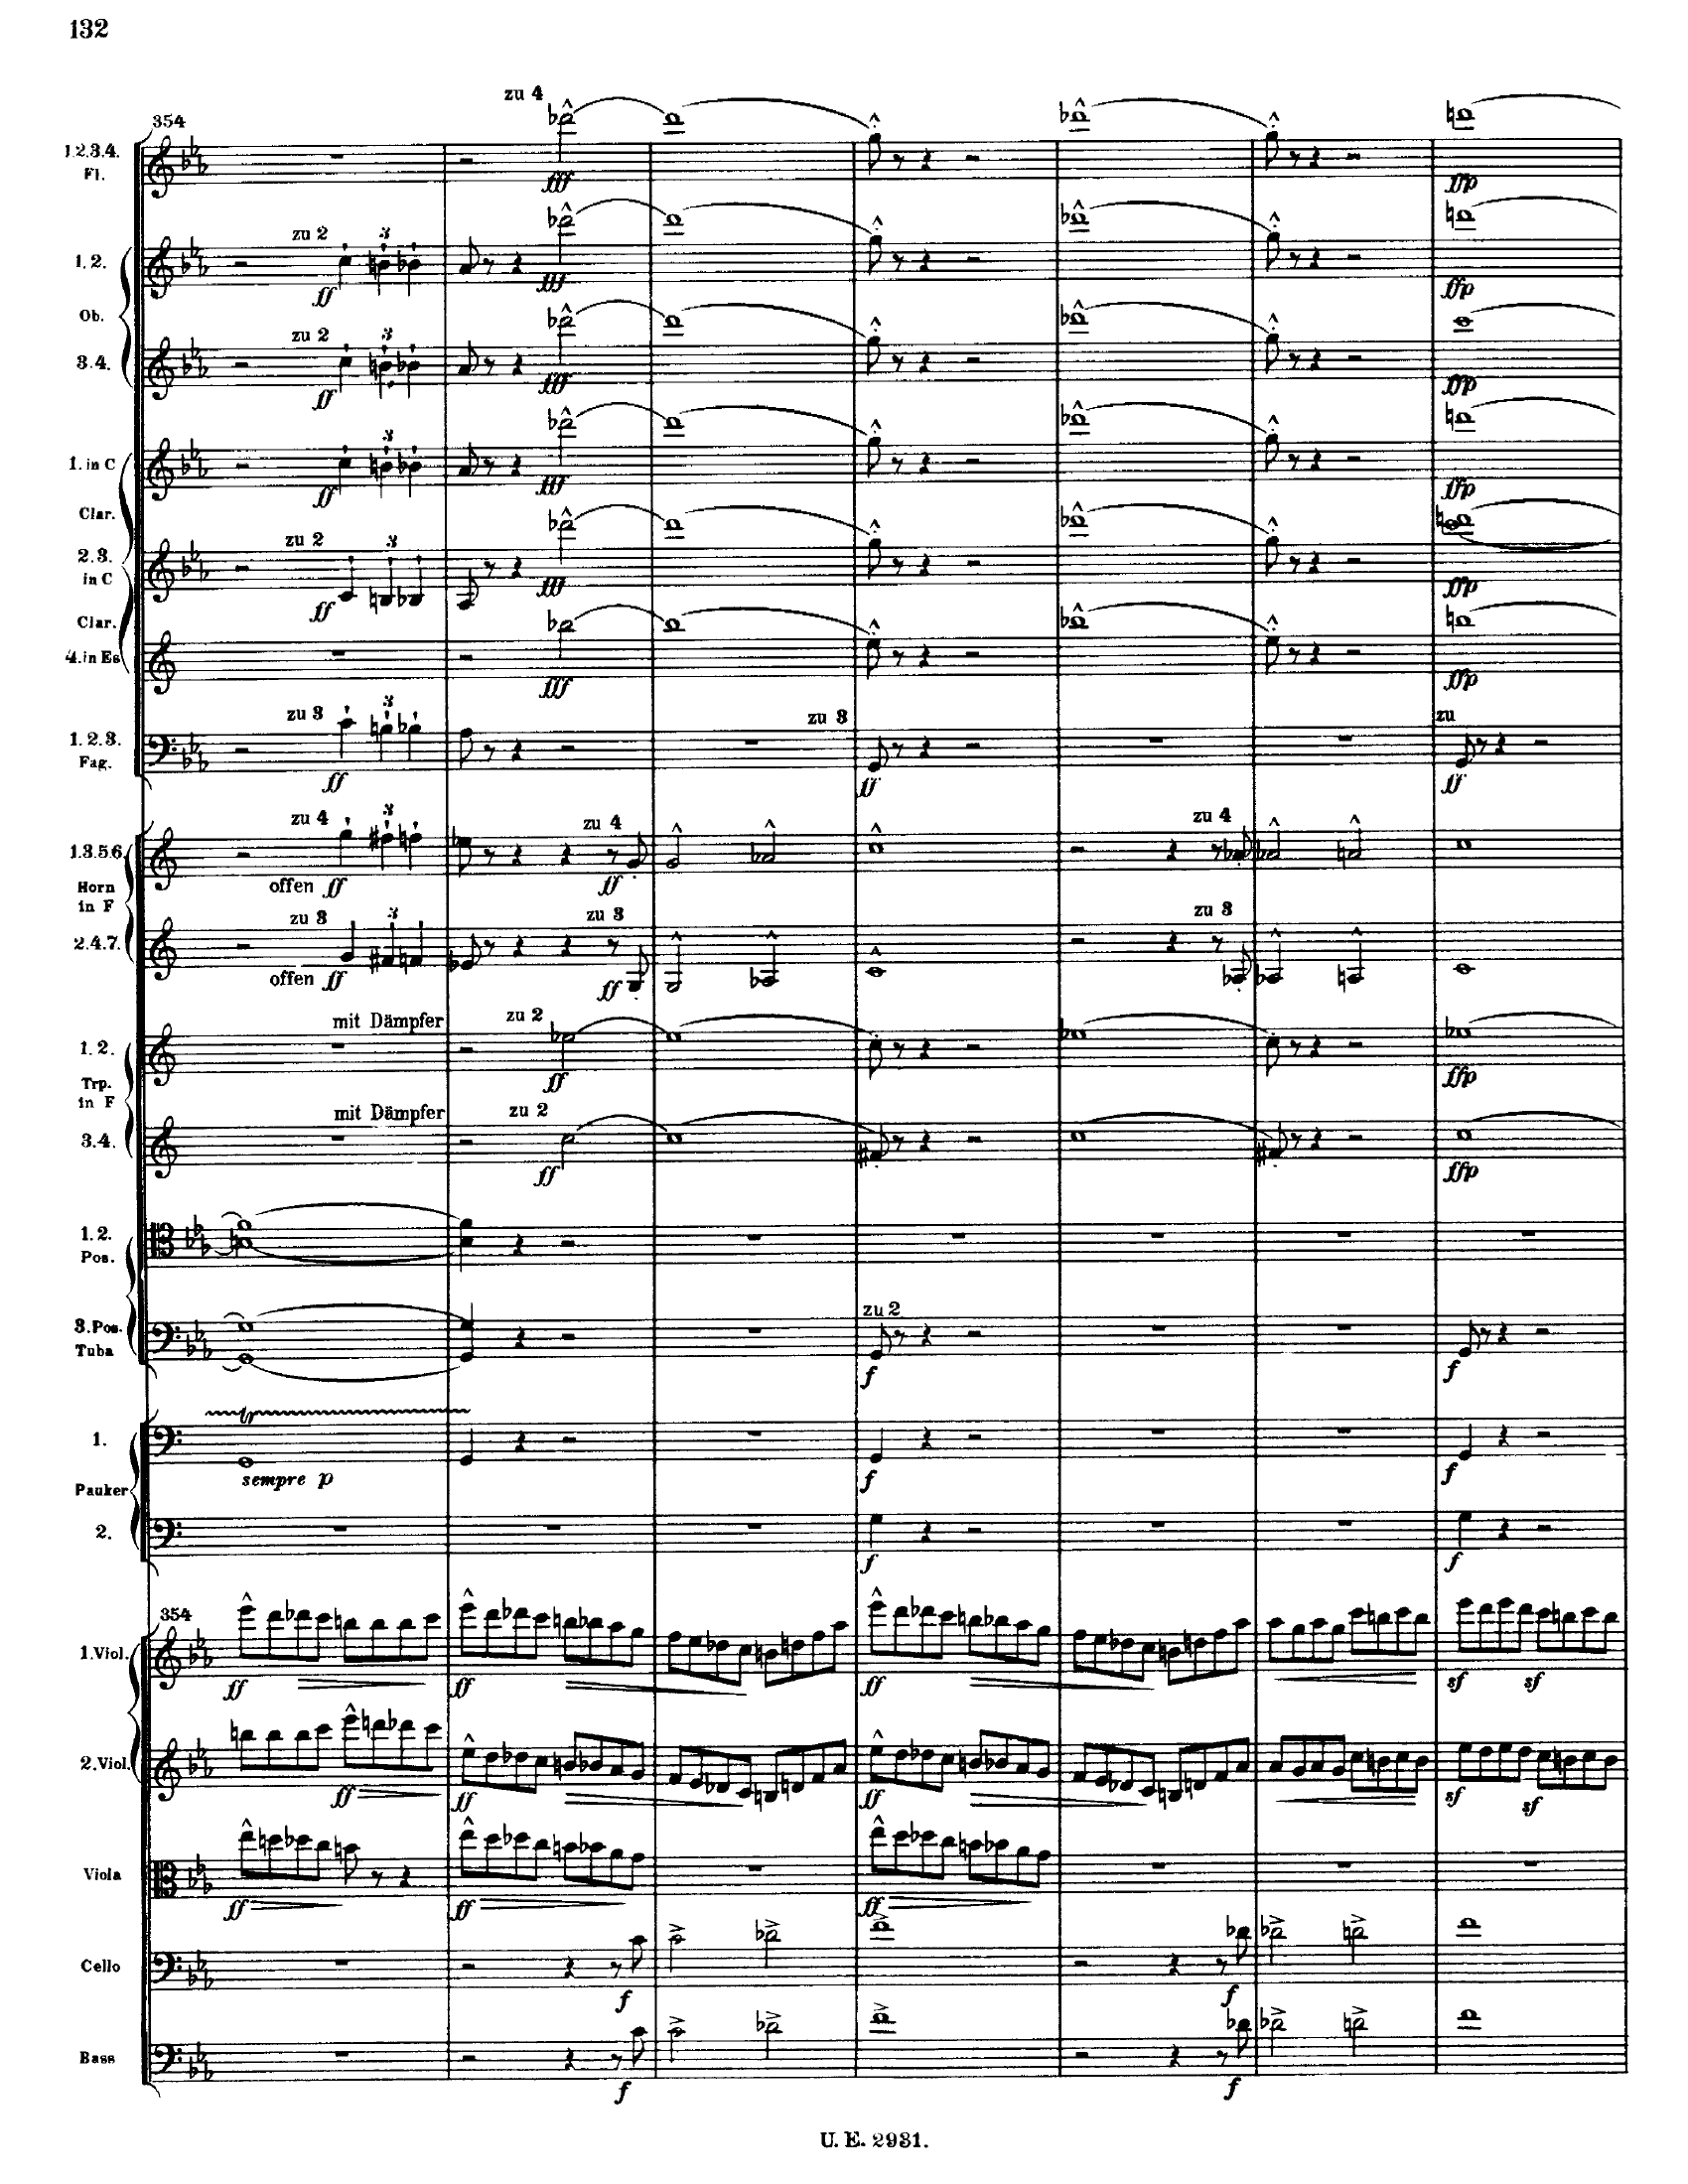 132
354
zu 4
1.2.3.4.
Fl.
fff
ffp
zu 2
3
1. 2.
ff
fff
ffp
Ob.
zu 2
3
3. 4.
ff
fff
ffp
3
1. in C
ff
fff
ffp
Clar.
zu 2
3
2. 3.
in C
ff
fff
ffp
Clar.
4. in Es
fff
ffp
zu 3
3
zu 3
zu
1. 2. 3.
Fag.
ff
ff
ff
zu 4
3
zu 4
zu 4
1.3.5.6.
offen ff
ff
Horn
in F
zu 3
3
zu 3
zu 3
2.4.7.
offen ff
ff
mit Dämpfer
zu 2
1. 2.
ff
ffp
Trp.
in F
mit Dämpfer
zu 2
3. 4.
ff
ffp
1. 2.
Pos.
zu 2
3. Pos.
Tuba
f
f
tr
1.
sempre p
f
f
Pauken
2.
f
f
354
1. Viol.
ff
ff
ff
sf
sf
2. Viol.
ff
ff
ff
sf
sf
Viola
ff
ff
ff
Cello
f
f
Bass
f
f
U. E. 2931.